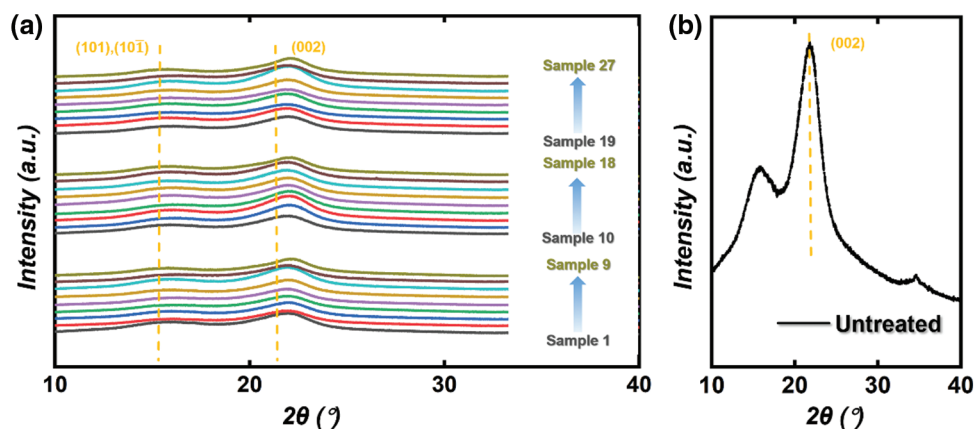 (a)
(101),(101̄)
(002)
Sample 27
Sample 19
Sample 18
Sample 10
Sample 9
Sample 1
Intensity (a.u.)
10 20 30 40
2θ (°)
(b)
(002)
Untreated
Intensity (a.u.)
10 20 30 40
2θ (°)